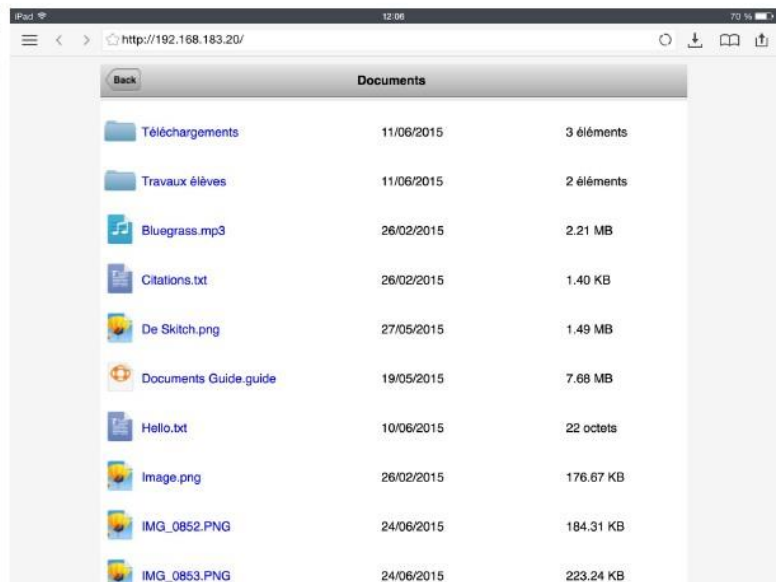 iPad 12:06 70 %
http://192.168.183.20/
Back Documents
Téléchargements 11/06/2015 3 éléments
Travaux élèves 11/06/2015 2 éléments
Bluegrass.mp3 26/02/2015 2.21 MB
Citations.txt 26/02/2015 1.40 KB
De Skitch.png 27/05/2015 1.49 MB
Documents Guide.guide 19/05/2015 7.68 MB
Hello.txt 10/06/2015 22 octets
Image.png 26/02/2015 176.67 KB
IMG_0852.PNG 24/06/2015 184.31 KB
IMG_0853.PNG 24/06/2015 223.24 KB